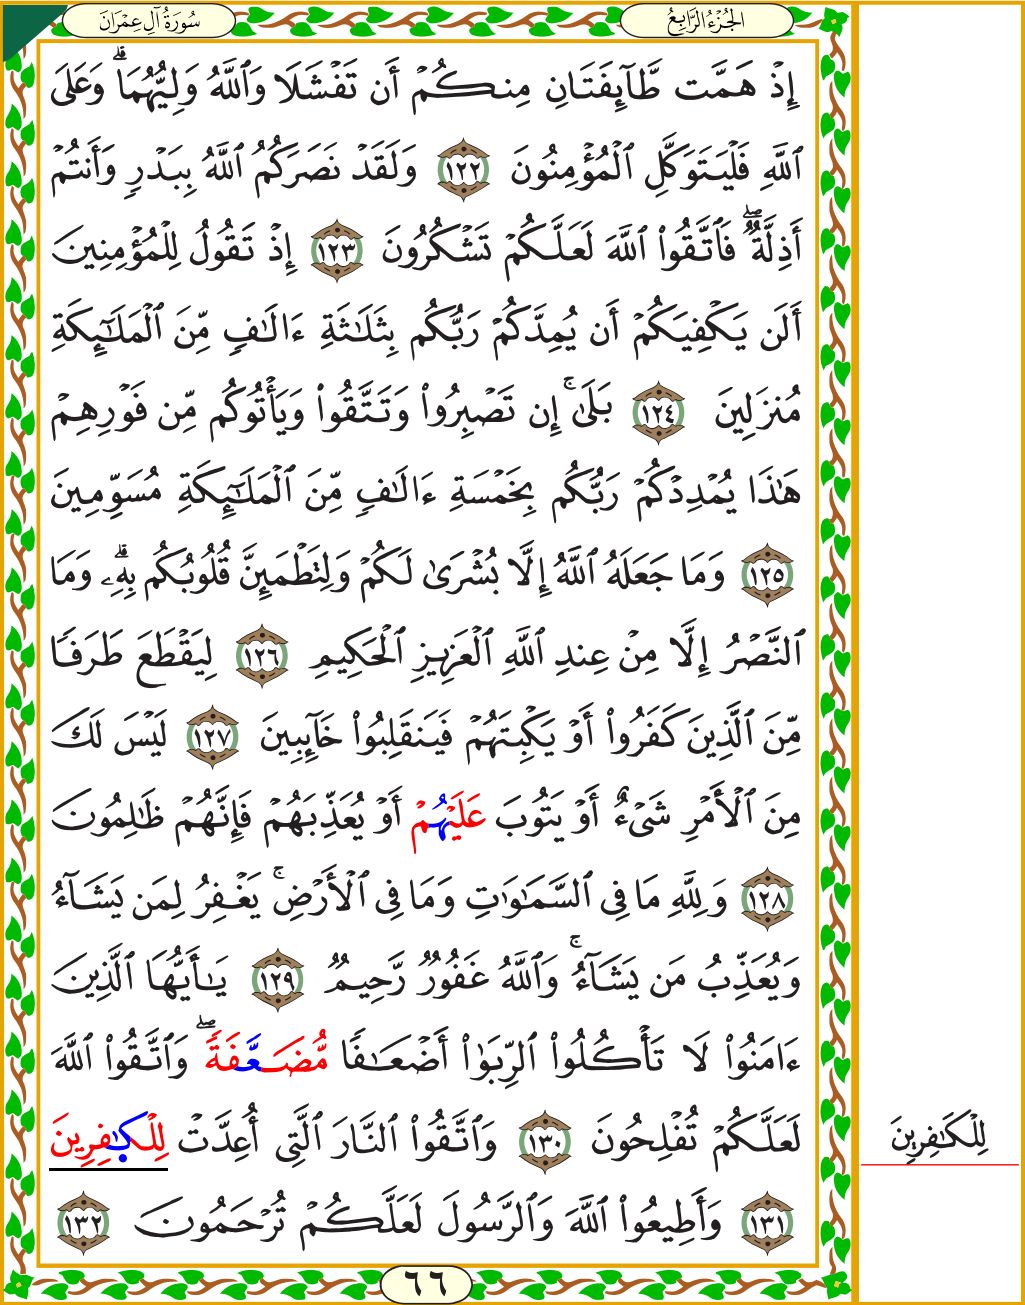 سُورَةُ آلِ عِمْرَانَ
الجُزْءُ الرَّابِعُ
إِذْ هَمَّت طَّآئِفَتَانِ مِنكُمْ أَن تَفْشَلَا وَٱللَّهُ وَلِيُّهُمَاۗ وَعَلَى
ٱللَّهِ فَلْيَتَوَكَّلِ ٱلْمُؤْمِنُونَ ١٢٢ وَلَقَدْ نَصَرَكُمُ ٱللَّهُ بِبَدْرٍ وَأَنتُمْ
أَذِلَّةٌۖ فَٱتَّقُوا۟ ٱللَّهَ لَعَلَّكُمْ تَشْكُرُونَ ١٢٣ إِذْ تَقُولُ لِلْمُؤْمِنِينَ
أَلَن يَكْفِيَكُمْ أَن يُمِدَّكُمْ رَبُّكُم بِثَلَٰثَةِ ءَالَٰفٍ مِّنَ ٱلْمَلَٰٓئِكَةِ
مُنزَلِينَ ١٢٤ بَلَىٰٓۚ إِن تَصْبِرُوا۟ وَتَتَّقُوا۟ وَيَأْتُوكُم مِّن فَوْرِهِمْ
هَٰذَا يُمْدِدْكُمْ رَبُّكُم بِخَمْسَةِ ءَالَٰفٍ مِّنَ ٱلْمَلَٰٓئِكَةِ مُسَوِّمِينَ
١٢٥ وَمَا جَعَلَهُ ٱللَّهُ إِلَّا بُشْرَىٰ لَكُمْ وَلِتَطْمَئِنَّ قُلُوبُكُم بِهِۦۗ وَمَا
ٱلنَّصْرُ إِلَّا مِنْ عِندِ ٱللَّهِ ٱلْعَزِيزِ ٱلْحَكِيمِ ١٢٦ لِيَقْطَعَ طَرَفًا
مِّنَ ٱلَّذِينَ كَفَرُوا۟ أَوْ يَكْبِتَهُمْ فَيَنقَلِبُوا۟ خَآئِبِينَ ١٢٧ لَيْسَ لَكَ
مِنَ ٱلْأَمْرِ شَىْءٌ أَوْ يَتُوبَ عَلَيْهُمْ أَوْ يُعَذِّبَهُمْ فَإِنَّهُمْ ظَٰلِمُونَ
١٢٨ وَلِلَّهِ مَا فِى ٱلسَّمَٰوَٰتِ وَمَا فِى ٱلْأَرْضِۚ يَغْفِرُ لِمَن يَشَآءُ
وَيُعَذِّبُ مَن يَشَآءُۚ وَٱللَّهُ غَفُورٌ رَّحِيمٌ ١٢٩ يَٰٓأَيُّهَا ٱلَّذِينَ
ءَامَنُوا۟ لَا تَأْكُلُوا۟ ٱلرِّبَوٰٓا۟ أَضْعَٰفًا مُّضَعَّفَةًۖ وَٱتَّقُوا۟ ٱللَّهَ
لَعَلَّكُمْ تُفْلِحُونَ ١٣٠ وَٱتَّقُوا۟ ٱلنَّارَ ٱلَّتِىٓ أُعِدَّتْ لِلْكَٰفِرِينَ
لِلْكَٰفِرِينَ
١٣١ وَأَطِيعُوا۟ ٱللَّهَ وَٱلرَّسُولَ لَعَلَّكُمْ تُرْحَمُونَ ١٣٢
٦٦